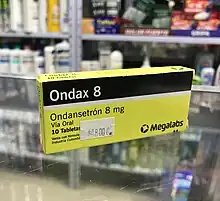 Ondax 8
Ondansetrón 8 mg
Vía Oral
10 Tabletas
Megalabs